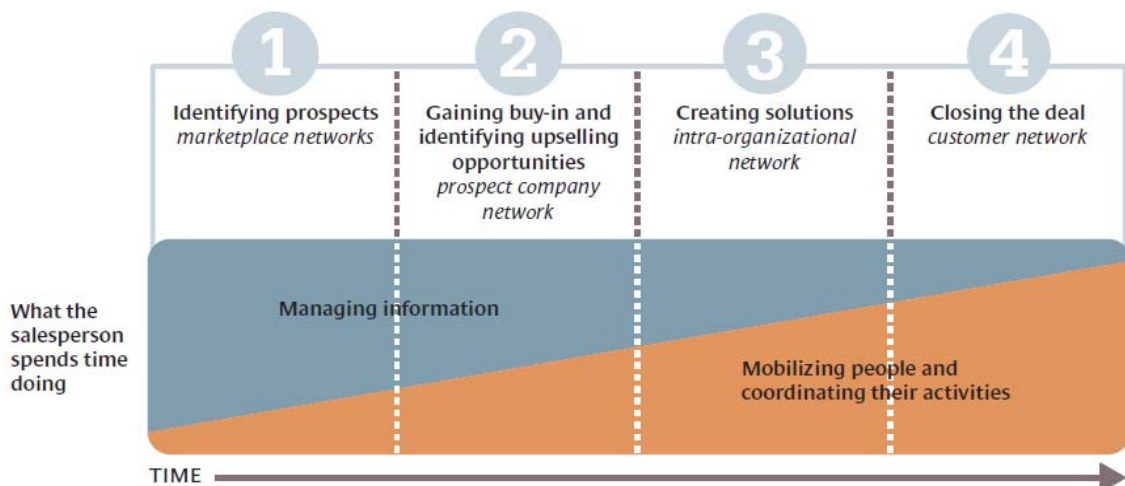 1
Identifying prospects
marketplace networks
2
Gaining buy-in and
identifying upselling
opportunities
prospect company
network
3
Creating solutions
intra-organizational
network
4
Closing the deal
customer network
What the
salesperson
spends time
doing
Managing information
Mobilizing people and
coordinating their activities
TIME